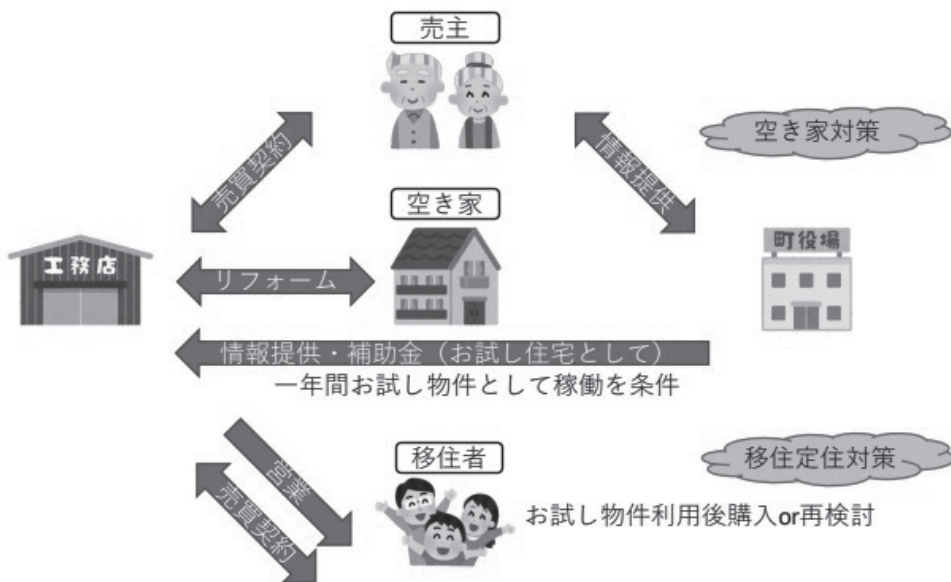 売主
空き家対策
売買契約
情報提供
空き家
工務店
町役場
リフォーム
情報提供・補助金(お試し住宅として)
一年間お試し物件として稼働を条件
移住者
移住定住対策
営業
売買契約
お試し物件利用後購入or再検討